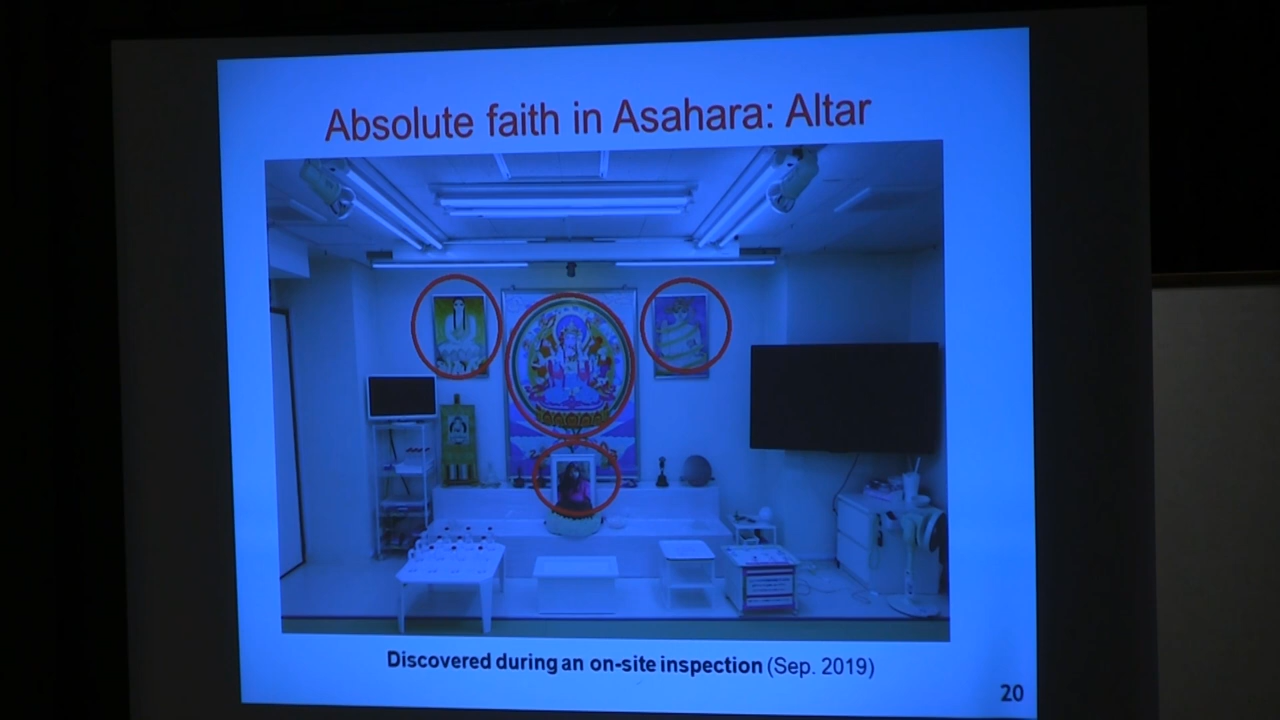 Absolute faith in Asahara: Altar
Discovered during an on-site inspection (Sep. 2019)
20